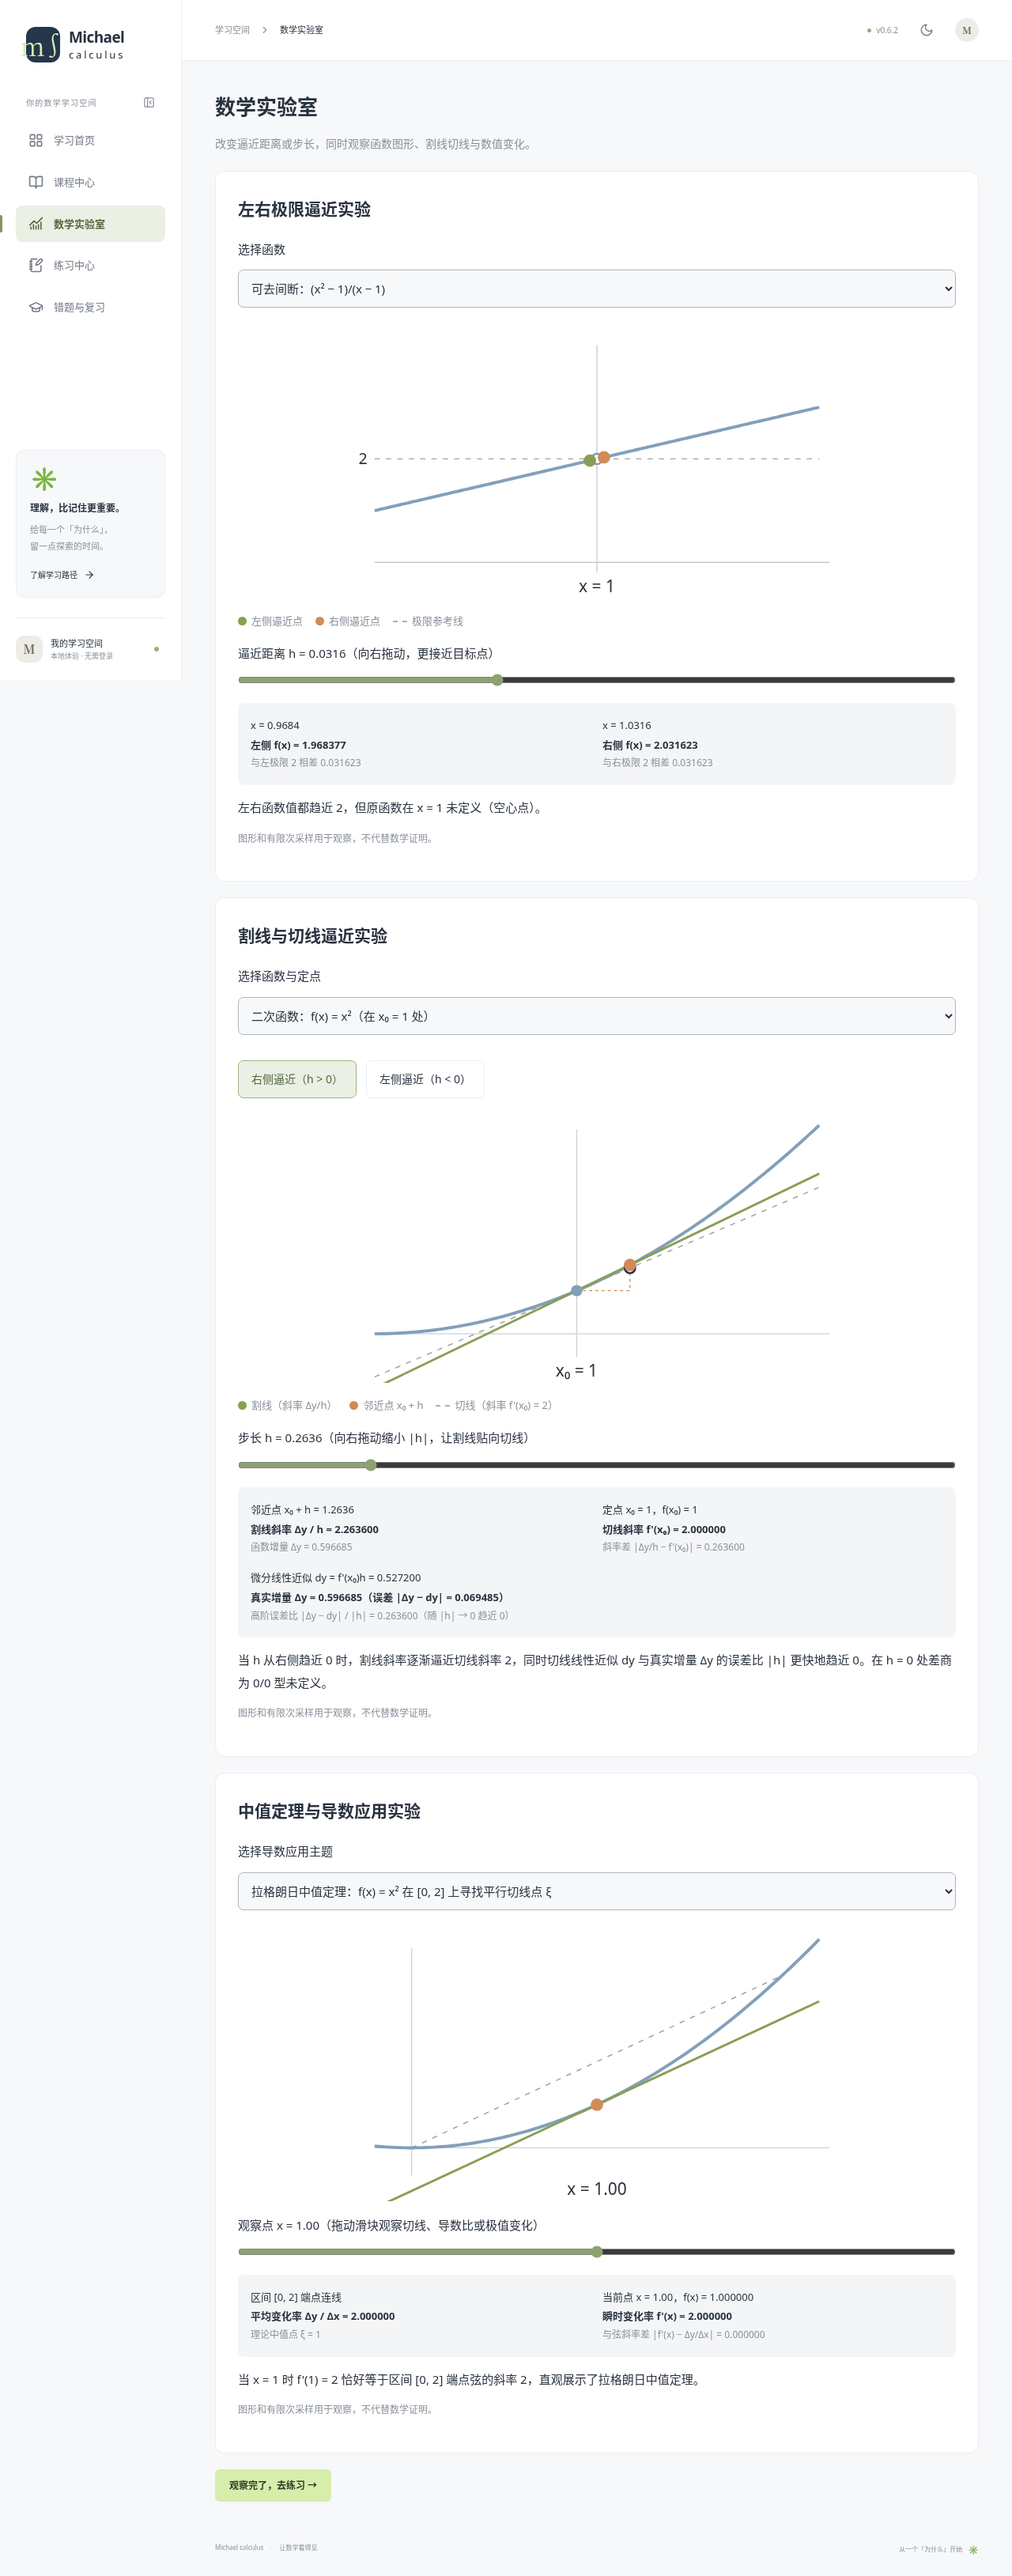 m∫ Michael
calculus
你的数学学习空间
学习首页
课程中心
数学实验室
练习中心
错题与复习
理解，比记住更重要。
给每一个「为什么」，
留一点探索的时间。
了解学习路径 →
M 我的学习空间
本地体验 · 无需登录
学习空间 > 数学实验室
v0.6.2 M
数学实验室
改变逼近距离或步长，同时观察函数图形、割线切线与数值变化。
左右极限逼近实验
选择函数
可去间断：(x² − 1)/(x − 1)
2
x = 1
左侧逼近点 右侧逼近点 极限参考线
逼近距离 h = 0.0316（向右拖动，更接近目标点）
x = 0.9684
左侧 f(x) = 1.968377
与左极限 2 相差 0.031623
x = 1.0316
右侧 f(x) = 2.031623
与右极限 2 相差 0.031623
左右函数值都趋近 2，但原函数在 x = 1 未定义（空心点）。
图形和有限次采样用于观察，不代替数学证明。
割线与切线逼近实验
选择函数与定点
二次函数：f(x) = x²（在 x₀ = 1 处）
右侧逼近（h > 0） 左侧逼近（h < 0）
x₀ = 1
割线（斜率 Δy/h） 邻近点 x₀ + h 切线（斜率 f'(x₀) = 2）
步长 h = 0.2636（向右拖动缩小 |h|，让割线贴向切线）
邻近点 x₀ + h = 1.2636
割线斜率 Δy / h = 2.263600
函数增量 Δy = 0.596685
定点 x₀ = 1，f(x₀) = 1
切线斜率 f'(x₀) = 2.000000
斜率差 |Δy/h − f'(x₀)| = 0.263600
微分线性近似 dy = f'(x₀)h = 0.527200
真实增量 Δy = 0.596685（误差 |Δy − dy| = 0.069485）
高阶误差比 |Δy − dy| / |h| = 0.263600（随 |h| → 0 趋近 0）
当 h 从右侧趋近 0 时，割线斜率逐渐逼近切线斜率 2，同时切线线性近似 dy 与真实增量 Δy 的误差比 |h| 更快地趋近 0。在 h = 0 处差商
为 0/0 型未定义。
图形和有限次采样用于观察，不代替数学证明。
中值定理与导数应用实验
选择导数应用主题
拉格朗日中值定理：f(x) = x² 在 [0, 2] 上寻找平行切线点 ξ
x = 1.00
观察点 x = 1.00（拖动滑块观察切线、导数比或极值变化）
区间 [0, 2] 端点连线
平均变化率 Δy / Δx = 2.000000
理论中值点 ξ = 1
当前点 x = 1.00，f(x) = 1.000000
瞬时变化率 f'(x) = 2.000000
与弦斜率差 |f'(x) − Δy/Δx| = 0.000000
当 x = 1 时 f'(1) = 2 恰好等于区间 [0, 2] 端点弦的斜率 2，直观展示了拉格朗日中值定理。
图形和有限次采样用于观察，不代替数学证明。
观察完了，去练习 →
Michael calculus · 让数学看得见
从一个「为什么」开始